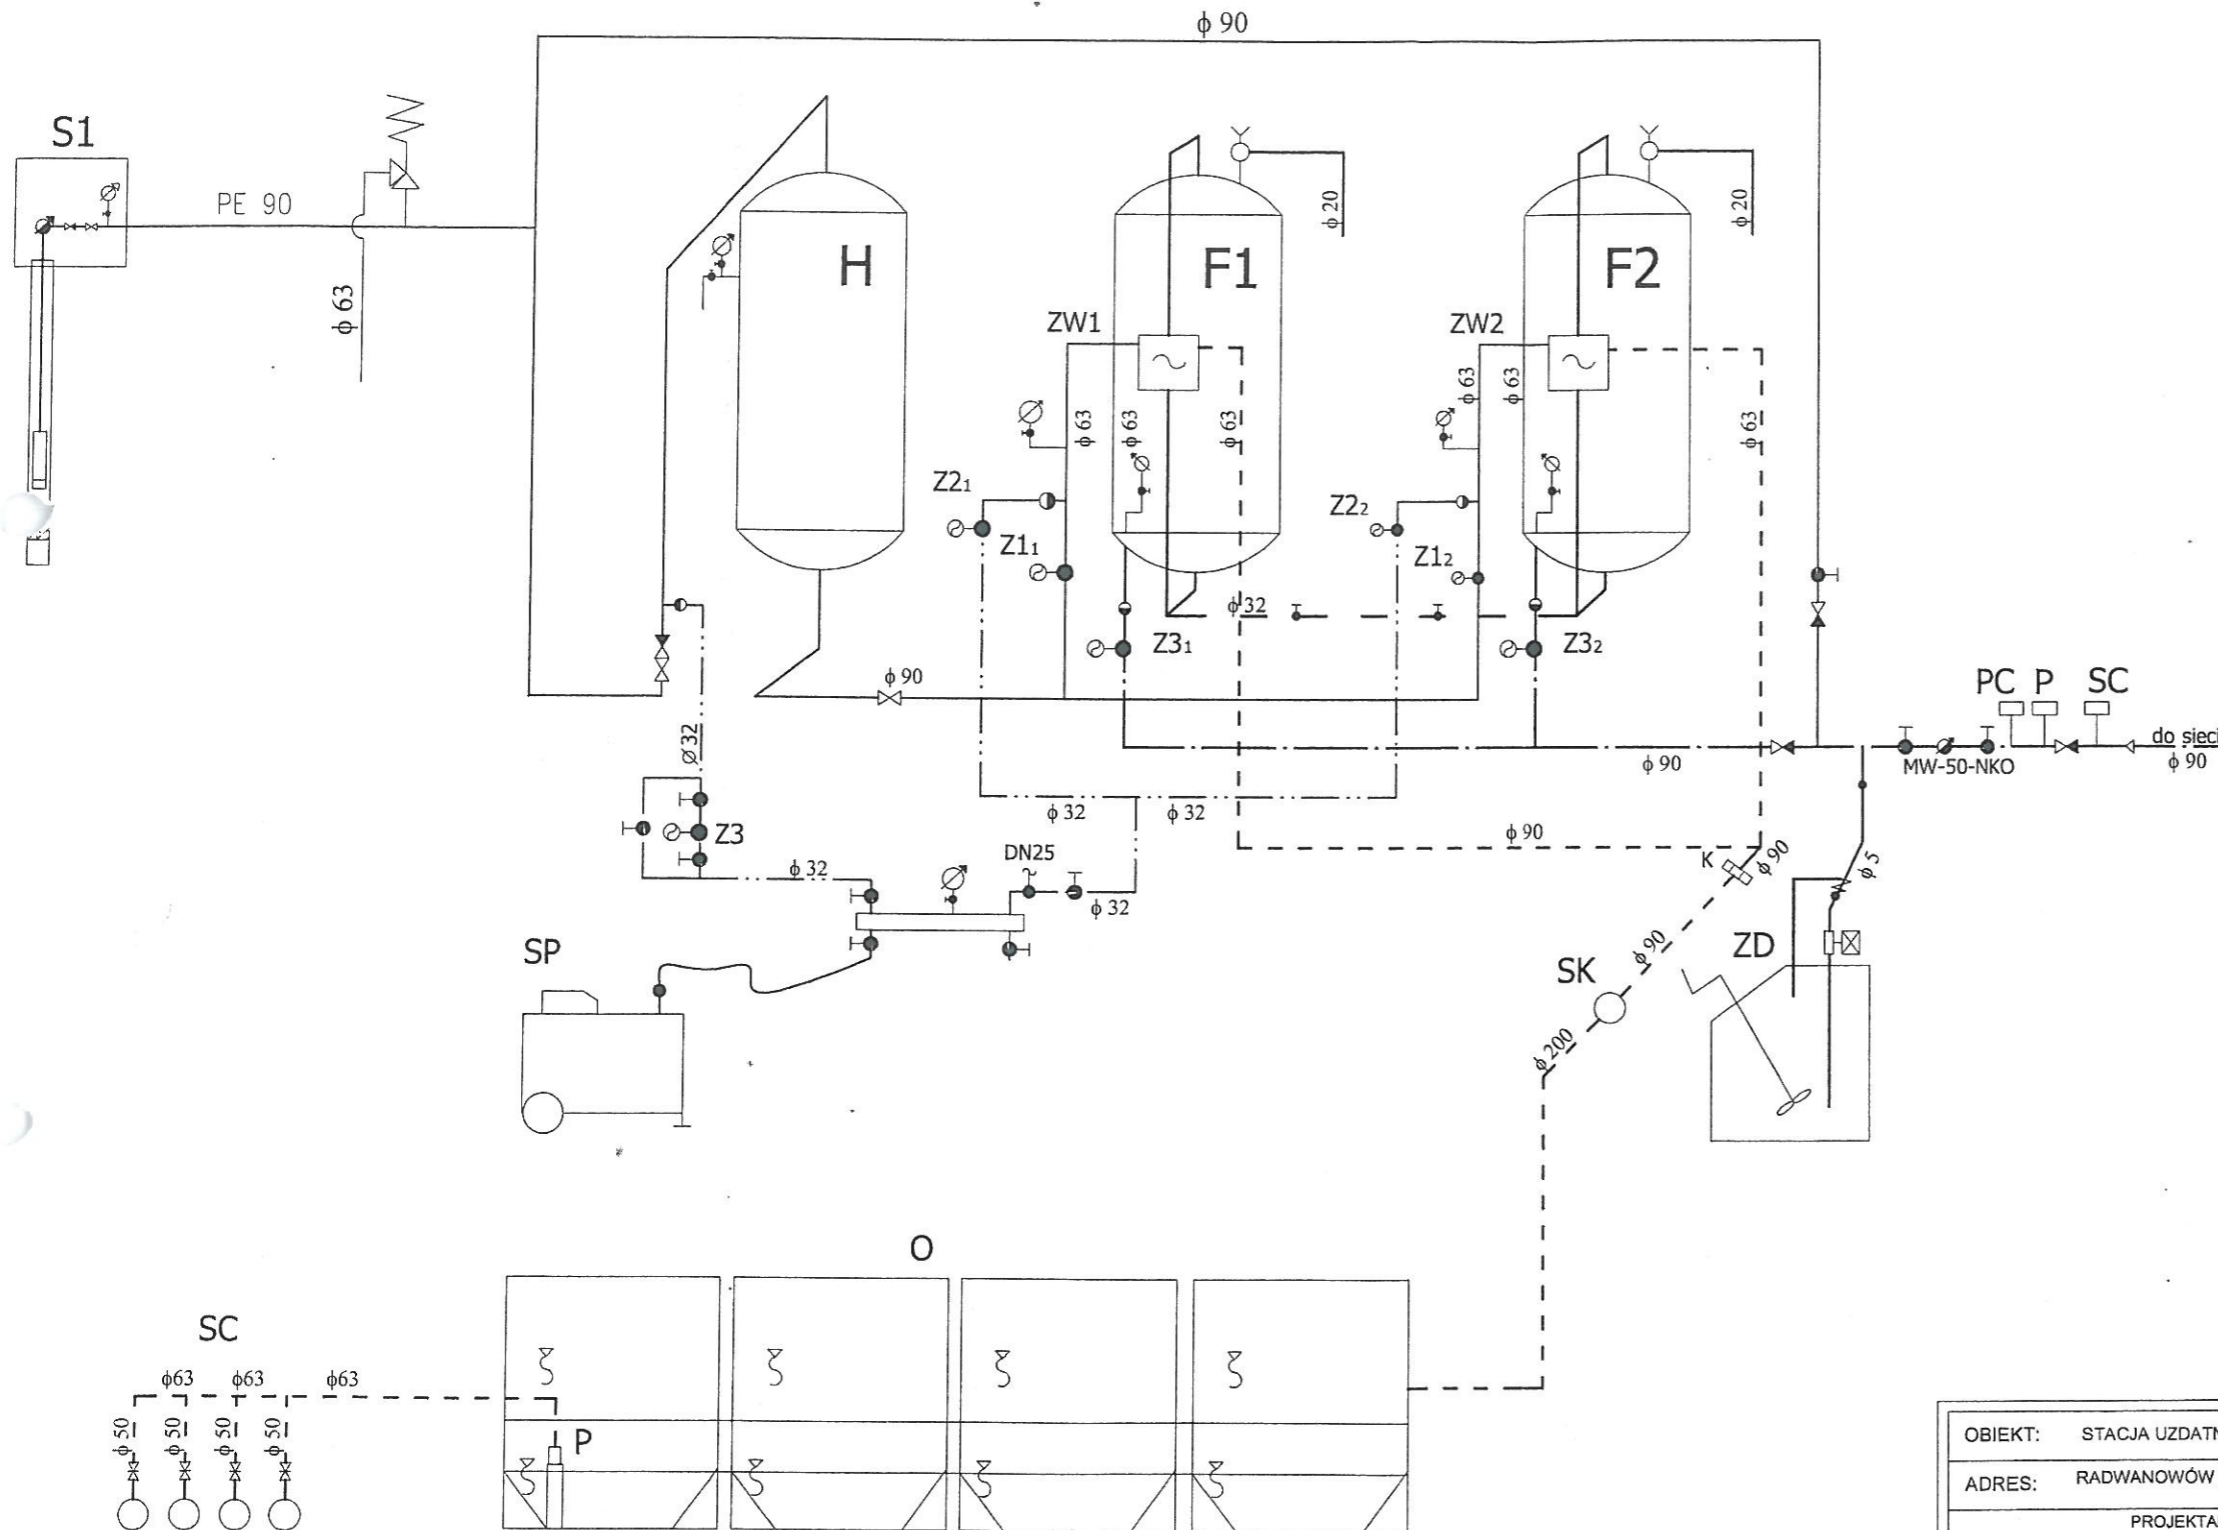 ϕ 90
S1
PE 90
ϕ 63
H
F1
F2
ϕ 20
ϕ 20
ZW1
ZW2
ϕ 63
ϕ 63
ϕ 63
ϕ 63
ϕ 63
ϕ 63
Z2₁
Z2₂
Z1₁
Z1₂
ϕ 32
Z3₁
Z3₂
ϕ 90
PC P SC
do sieci
ϕ 90
MW-50-NKO
ϕ 90
Ø32
ϕ 32
ϕ 32
Z3
ϕ 90
DN25
K
ϕ 90
ϕ 5
ϕ 32
ϕ 32
SP
ϕ 90
ZD
SK
ϕ 200
O
SC
ϕ63
ϕ63
ϕ63
ϕ 50
ϕ 50
ϕ 50
ϕ 50
P
OBIEKT: STACJA UZDATN
ADRES: RADWANOWÓW
PROJEKTA